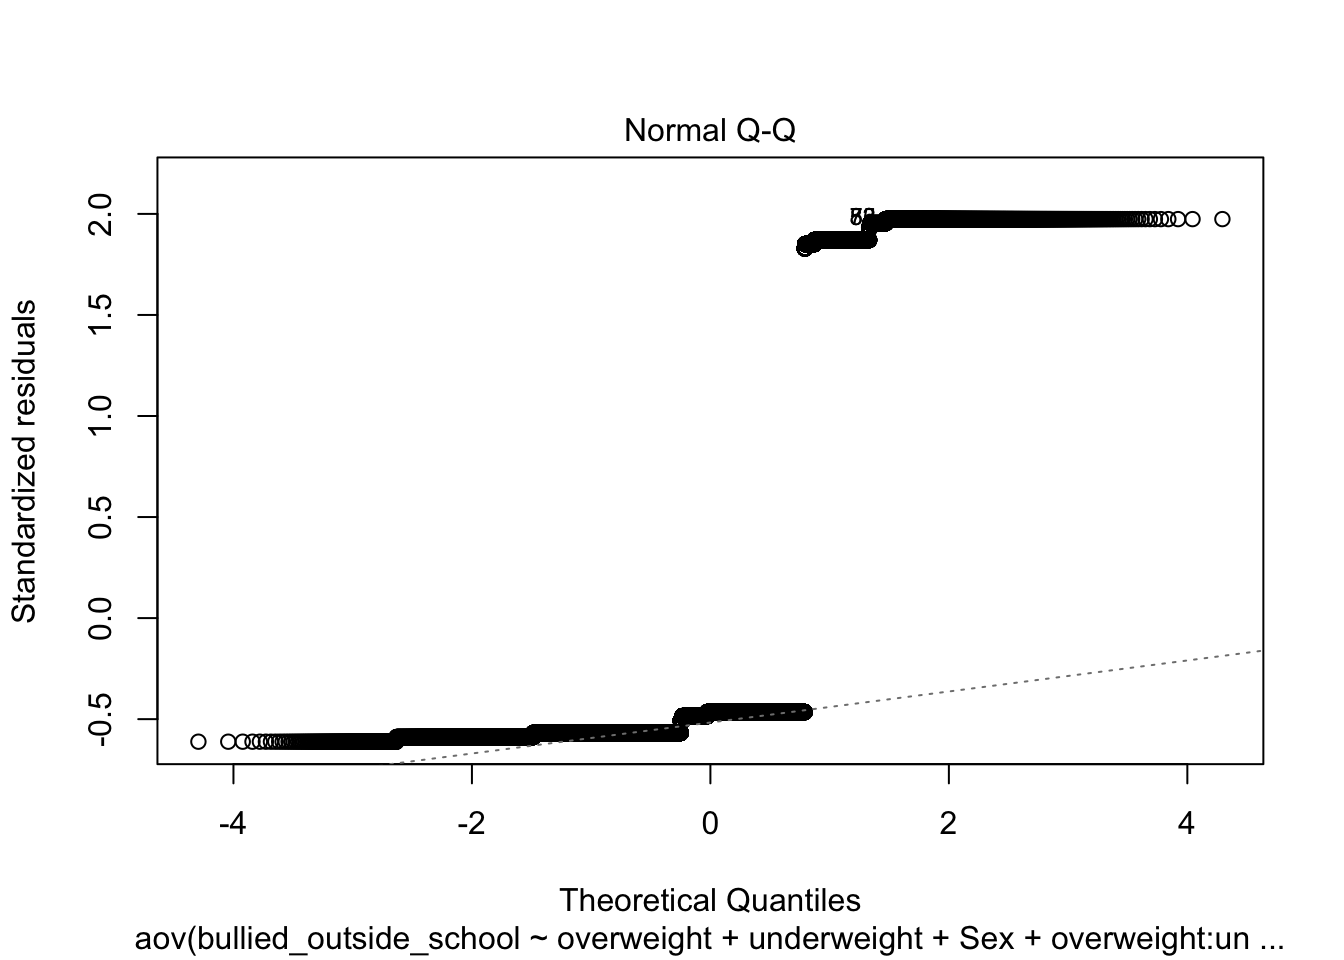 Normal Q-Q
Standardized residuals
2.0
1.5
1.0
0.5
0.0
-0.5
-4
-2
0
2
4
Theoretical Quantiles
aov(bullied_outside_school ~ overweight + underweight + Sex + overweight:un ...